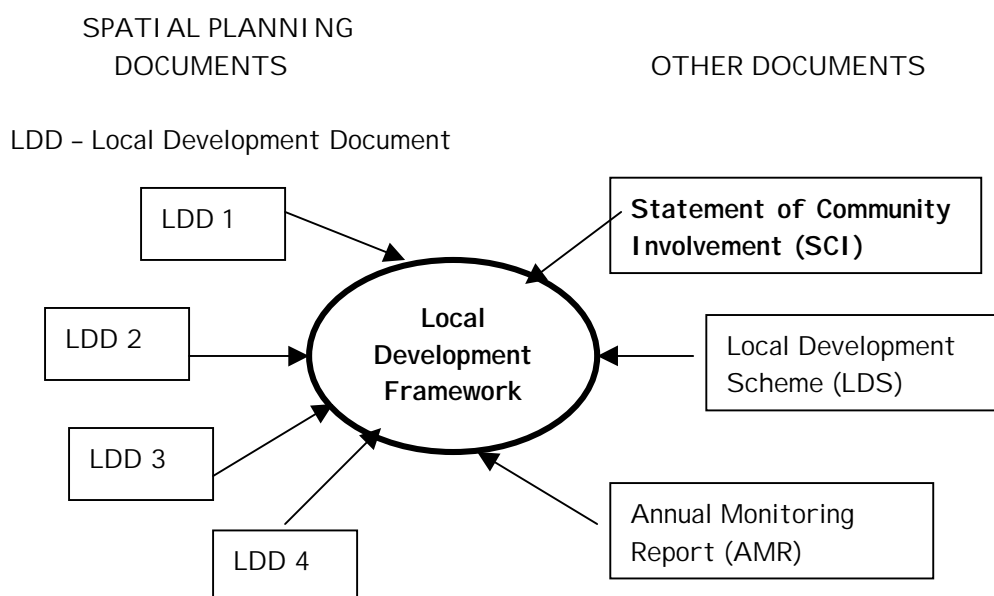 SPATIAL PLANNING
DOCUMENTS
OTHER DOCUMENTS
LDD – Local Development Document
LDD 1
LDD 2
LDD 3
LDD 4
Local
Development
Framework
Statement of Community
Involvement (SCI)
Local Development
Scheme (LDS)
Annual Monitoring
Report (AMR)